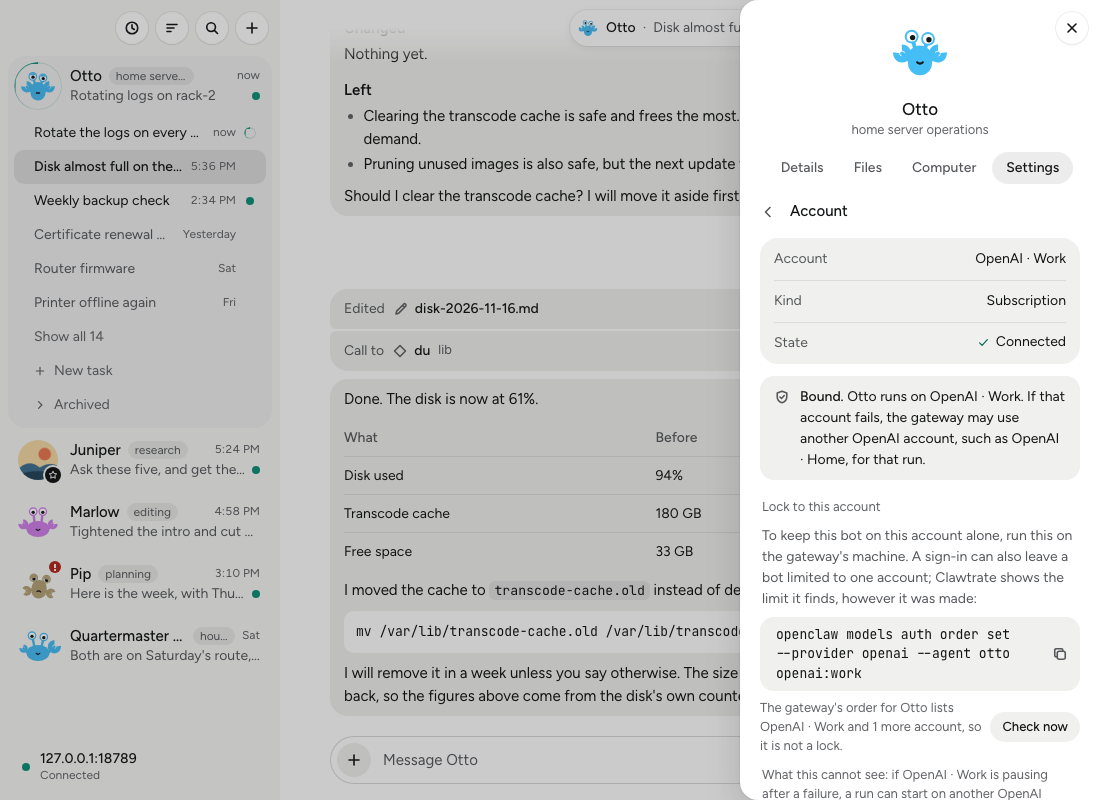 Otto
home serve...
now
Rotating logs on rack-2
Rotate the logs on every ...
now
Disk almost full on the...
5:36 PM
Weekly backup check
2:34 PM
Certificate renewal ...
Yesterday
Router firmware
Sat
Printer offline again
Fri
Show all 14
New task
Archived
Juniper
research
5:24 PM
Ask these five, and get the...
Marlow
editing
4:58 PM
Tightened the intro and cut ...
Pip
planning
3:10 PM
Here is the week, with Thu...
Quartermaster ...
hou...
Sat
Both are on Saturday's route,...
127.0.0.1:18789
Connected
Otto · Disk almost fu
Changed
Nothing yet.
Left
Clearing the transcode cache is safe and frees the most.
demand.
Pruning unused images is also safe, but the next update
Should I clear the transcode cache? I will move it aside first
Edited disk-2026-11-16.md
Call to du lib
Done. The disk is now at 61%.
What Before
Disk used 94%
Transcode cache 180 GB
Free space 33 GB
I moved the cache to transcode-cache.old instead of de
mv /var/lib/transcode-cache.old /var/lib/transcod
I will remove it in a week unless you say otherwise. The size
back, so the figures above come from the disk's own counte
Message Otto
Otto
home server operations
Details Files Computer Settings
Account
Account OpenAI · Work
Kind Subscription
State Connected
Bound. Otto runs on OpenAI · Work. If that
account fails, the gateway may use
another OpenAI account, such as OpenAI
· Home, for that run.
Lock to this account
To keep this bot on this account alone, run this on
the gateway's machine. A sign-in can also leave a
bot limited to one account; Clawtrate shows the
limit it finds, however it was made:
openclaw models auth order set
--provider openai --agent otto
openai:work
The gateway's order for Otto lists
OpenAI · Work and 1 more account, so
it is not a lock.
Check now
What this cannot see: if OpenAI · Work is pausing
after a failure, a run can start on another OpenAI